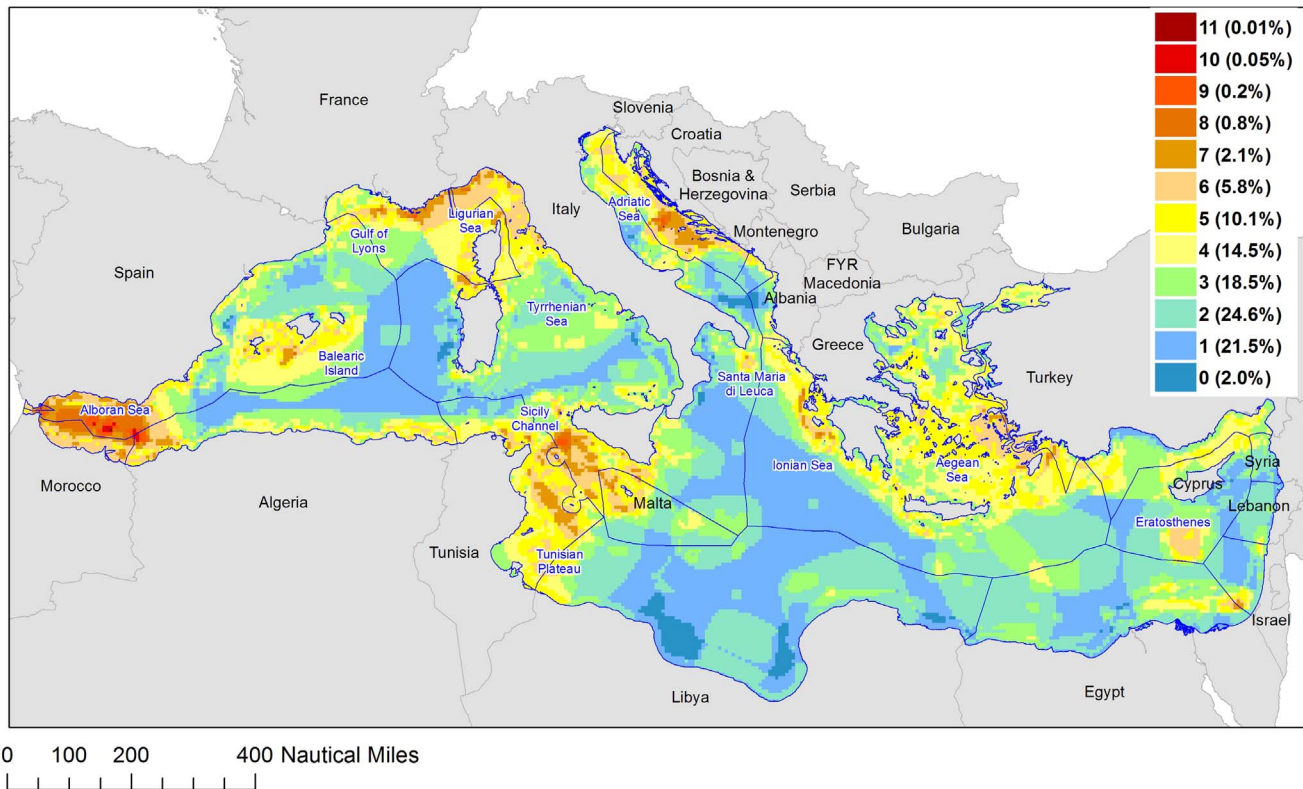 11 (0.01%)
10 (0.05%)
9 (0.2%)
8 (0.8%)
7 (2.1%)
6 (5.8%)
5 (10.1%)
4 (14.5%)
3 (18.5%)
2 (24.6%)
1 (21.5%)
0 (2.0%)
France
Slovenia
Croatia
Bosnia &
Herzegovina
Serbia
Italy
Adriatic
Sea
Ligurian
Sea
Montenegro
Bulgaria
Gulf of
Lyons
Spain
FYR
Macedonia
Albania
Tyrrhenian
Sea
Greece
Balearic
Island
Santa Maria
di Leuca
Turkey
Alboran Sea
Sicily
Channel
Ionian Sea
Aegean
Sea
Syria
Cyprus
Morocco
Algeria
Malta
Lebanon
Eratosthenes
Tunisia
Tunisian
Plateau
Israel
Libya
Egypt
0 100 200 400 Nautical Miles